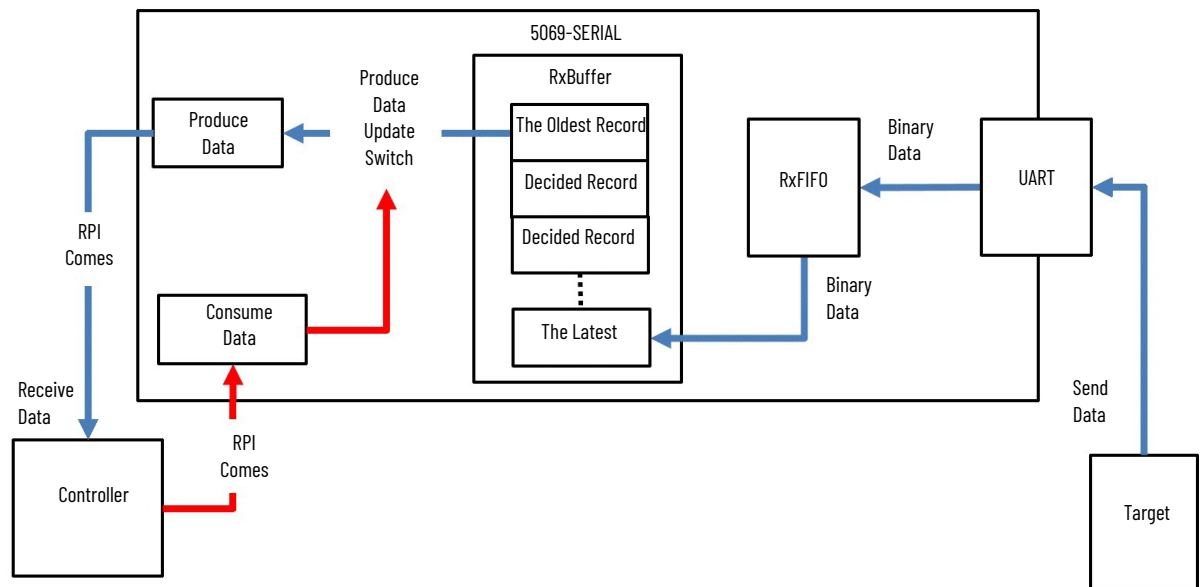 5069-SERIAL
RxBuffer
Produce
Data
Update
Switch
Produce
Data
The Oldest Record
Decided Record
Decided Record
The Latest
RxFIFO
Binary
Data
UART
Binary
Data
RPI
Comes
Consume
Data
Receive
Data
RPI
Comes
Controller
Send
Data
Target